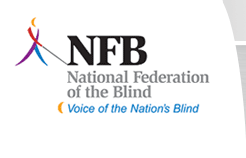 NFB
National Federation
of the Blind
Voice of the Nation's Blind